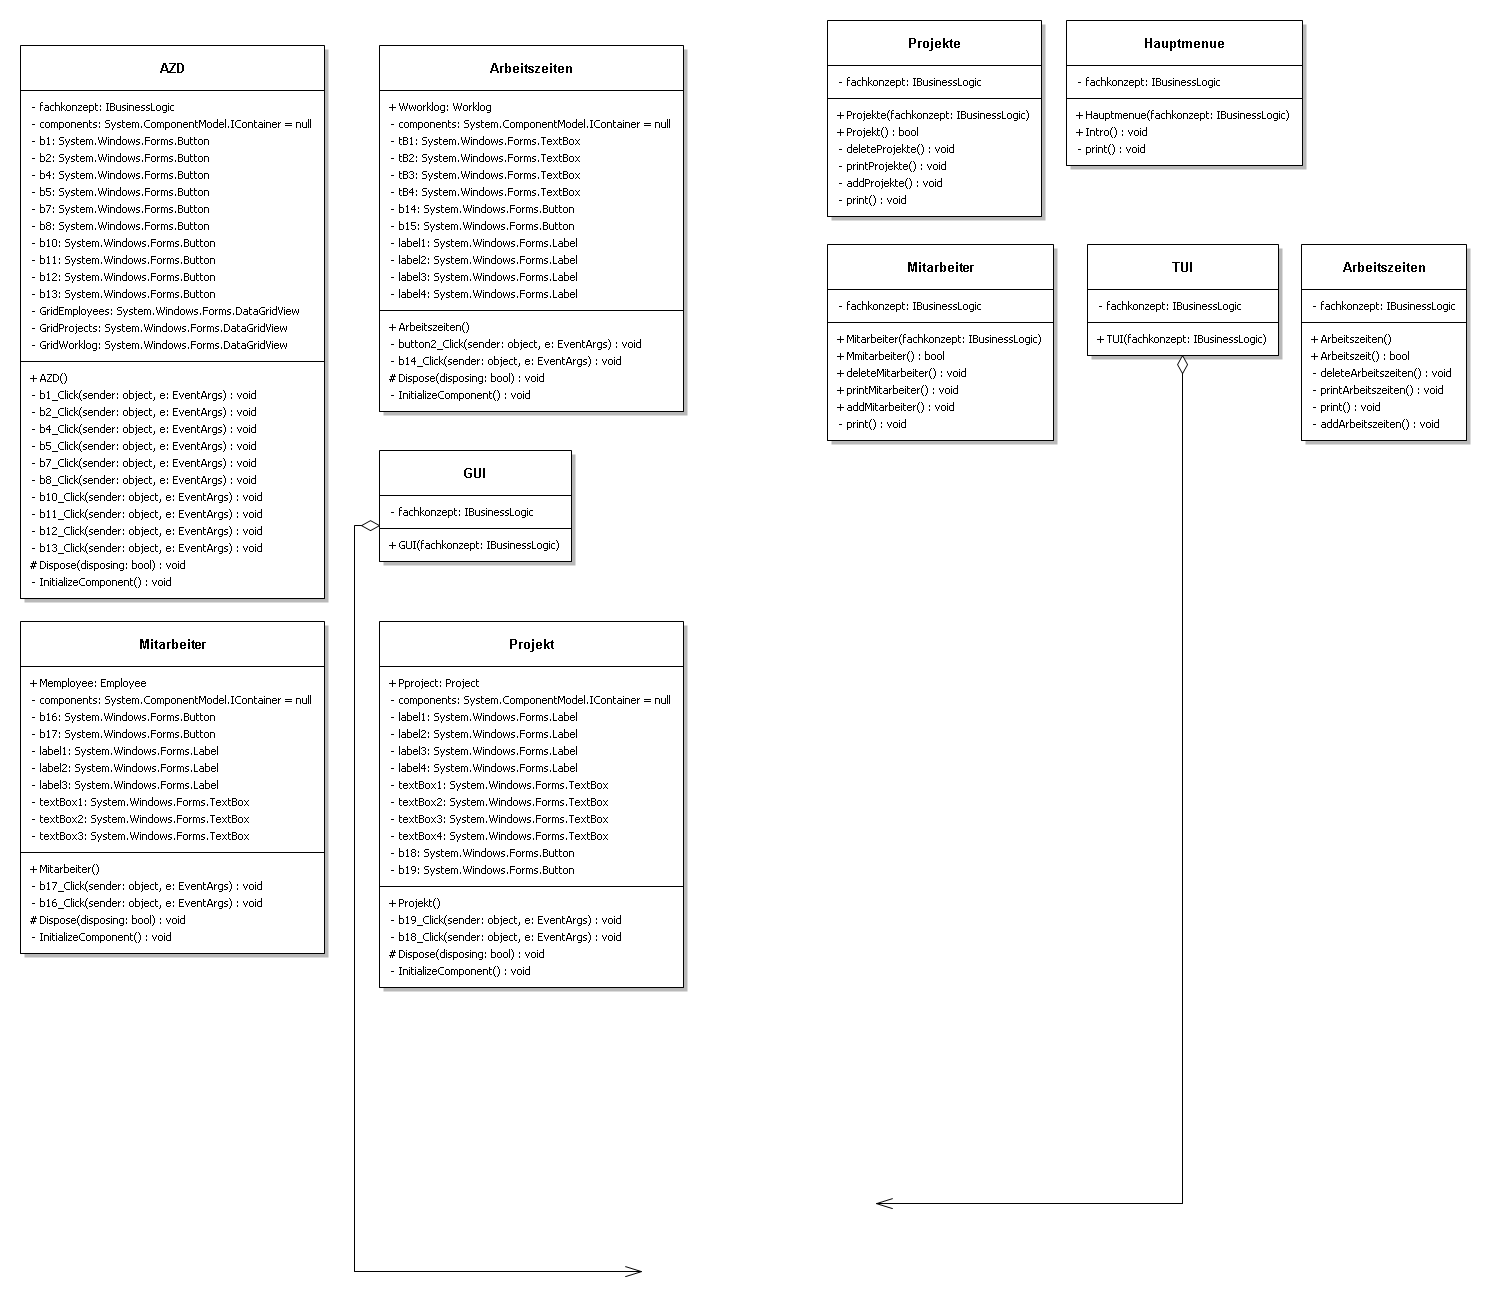 AZD
- fachkonzept: IBusinessLogic
- components: System.ComponentModel.IContainer = null
- b1: System.Windows.Forms.Button
- b2: System.Windows.Forms.Button
- b4: System.Windows.Forms.Button
- b5: System.Windows.Forms.Button
- b7: System.Windows.Forms.Button
- b8: System.Windows.Forms.Button
- b10: System.Windows.Forms.Button
- b11: System.Windows.Forms.Button
- b12: System.Windows.Forms.Button
- b13: System.Windows.Forms.Button
- GridEmployees: System.Windows.Forms.DataGridView
- GridProjects: System.Windows.Forms.DataGridView
- GridWorklog: System.Windows.Forms.DataGridView
+ AZD()
- b1_Click(sender: object, e: EventArgs) : void
- b2_Click(sender: object, e: EventArgs) : void
- b4_Click(sender: object, e: EventArgs) : void
- b5_Click(sender: object, e: EventArgs) : void
- b7_Click(sender: object, e: EventArgs) : void
- b8_Click(sender: object, e: EventArgs) : void
- b10_Click(sender: object, e: EventArgs) : void
- b11_Click(sender: object, e: EventArgs) : void
- b12_Click(sender: object, e: EventArgs) : void
- b13_Click(sender: object, e: EventArgs) : void
# Dispose(disposing: bool) : void
- InitializeComponent() : void
Arbeitszeiten
+ Wworklog: Worklog
- components: System.ComponentModel.IContainer = null
- tB1: System.Windows.Forms.TextBox
- tB2: System.Windows.Forms.TextBox
- tB3: System.Windows.Forms.TextBox
- tB4: System.Windows.Forms.TextBox
- b14: System.Windows.Forms.Button
- b15: System.Windows.Forms.Button
- label1: System.Windows.Forms.Label
- label2: System.Windows.Forms.Label
- label3: System.Windows.Forms.Label
- label4: System.Windows.Forms.Label
+ Arbeitszeiten()
- button2_Click(sender: object, e: EventArgs) : void
- b14_Click(sender: object, e: EventArgs) : void
# Dispose(disposing: bool) : void
- InitializeComponent() : void
GUI
- fachkonzept: IBusinessLogic
+ GUI(fachkonzept: IBusinessLogic)
Mitarbeiter
+ Memployee: Employee
- components: System.ComponentModel.IContainer = null
- b16: System.Windows.Forms.Button
- b17: System.Windows.Forms.Button
- label1: System.Windows.Forms.Label
- label2: System.Windows.Forms.Label
- label3: System.Windows.Forms.Label
- textBox1: System.Windows.Forms.TextBox
- textBox2: System.Windows.Forms.TextBox
- textBox3: System.Windows.Forms.TextBox
+ Mitarbeiter()
- b17_Click(sender: object, e: EventArgs) : void
- b16_Click(sender: object, e: EventArgs) : void
# Dispose(disposing: bool) : void
- InitializeComponent() : void
Projekt
+ Pproject: Project
- components: System.ComponentModel.IContainer = null
- label1: System.Windows.Forms.Label
- label2: System.Windows.Forms.Label
- label3: System.Windows.Forms.Label
- label4: System.Windows.Forms.Label
- textBox1: System.Windows.Forms.TextBox
- textBox2: System.Windows.Forms.TextBox
- textBox3: System.Windows.Forms.TextBox
- textBox4: System.Windows.Forms.TextBox
- b18: System.Windows.Forms.Button
- b19: System.Windows.Forms.Button
+ Projekt()
- b19_Click(sender: object, e: EventArgs) : void
- b18_Click(sender: object, e: EventArgs) : void
# Dispose(disposing: bool) : void
- InitializeComponent() : void
Projekte
- fachkonzept: IBusinessLogic
+ Projekte(fachkonzept: IBusinessLogic)
+ Projekt() : bool
- deleteProjekte() : void
- printProjekte() : void
- addProjekte() : void
- print() : void
Hauptmenue
- fachkonzept: IBusinessLogic
+ Hauptmenue(fachkonzept: IBusinessLogic)
+ Intro() : void
- print() : void
Mitarbeiter
- fachkonzept: IBusinessLogic
+ Mitarbeiter(fachkonzept: IBusinessLogic)
+ Mmitarbeiter() : bool
+ deleteMitarbeiter() : void
+ printMitarbeiter() : void
+ addMitarbeiter() : void
- print() : void
TUI
- fachkonzept: IBusinessLogic
+ TUI(fachkonzept: IBusinessLogic)
Arbeitszeiten
- fachkonzept: IBusinessLogic
+ Arbeitszeiten()
+ Arbeitszeit() : bool
- deleteArbeitszeiten() : void
- printArbeitszeiten() : void
- print() : void
- addArbeitszeiten() : void